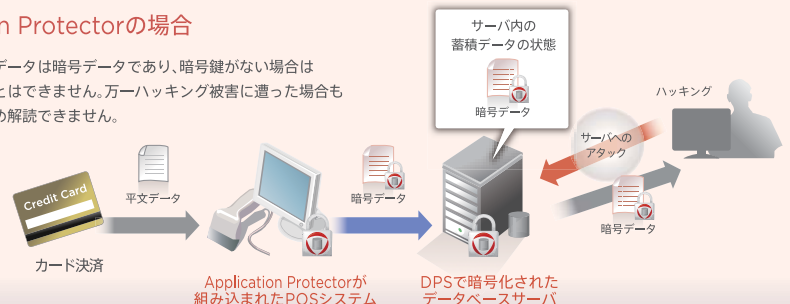 n Protectorの場合
データは暗号データであり、暗号鍵がない場合は
とはできません。万一ハッキング被害に遭った場合も
め解読できません。
サーバ内の
蓄積データの状態
暗号データ
ハッキング
サーバへの
アタック
Credit Card
平文データ
暗号データ
暗号データ
カード決済
Application Protectorが
組み込まれたPOSシステム
DPSで暗号化された
データベースサーバ